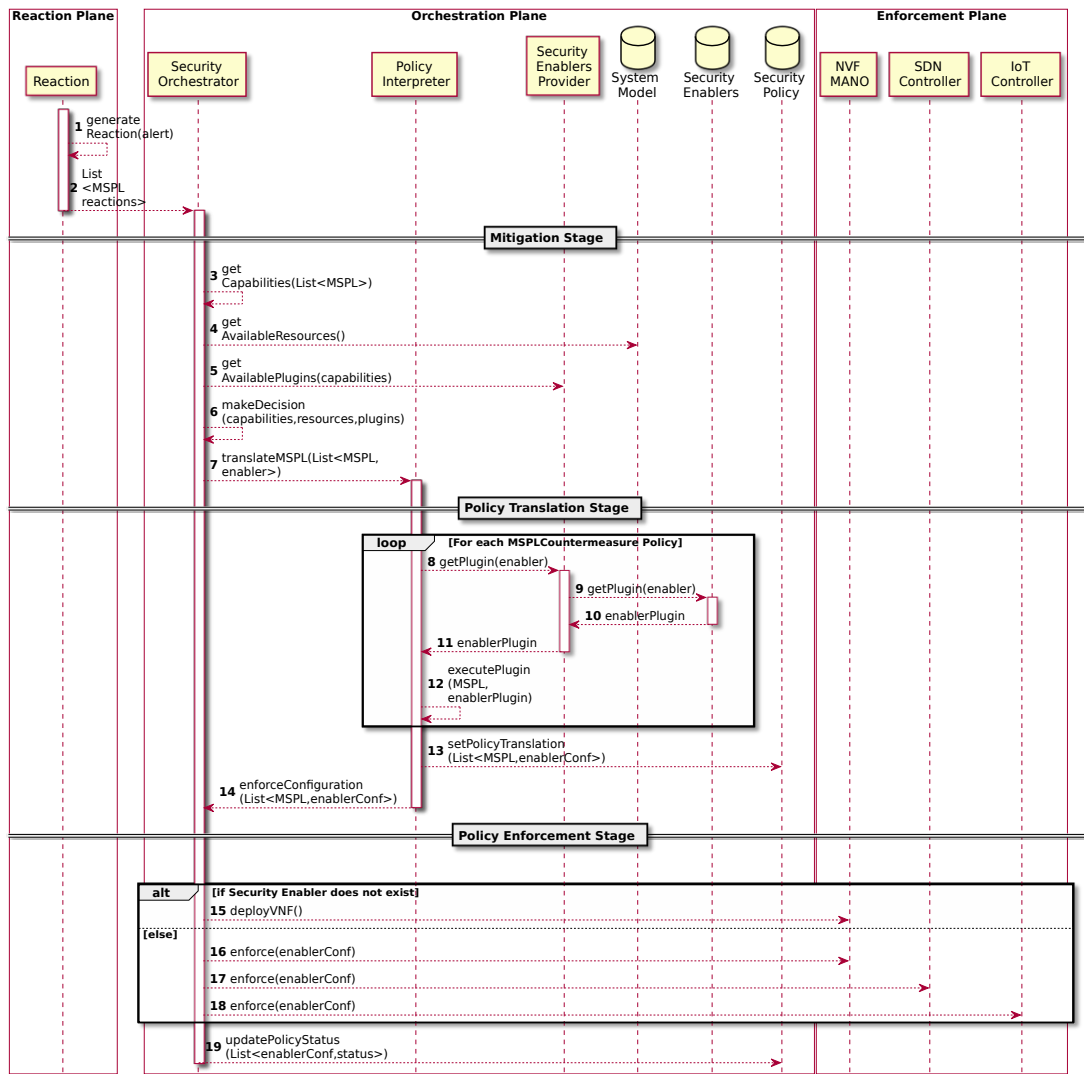 Reaction Plane
Orchestration Plane
Enforcement Plane
Reaction
Security
Orchestrator
Policy
Interpreter
Security
Enablers
Provider
System
Model
Security
Enablers
Security
Policy
NVF
MANO
SDN
Controller
IoT
Controller
1 generate
Reaction(alert)
List
2 <MSPL
reactions>
Mitigation Stage
3 get
Capabilities(List<MSPL>)
4 get
AvailableResources()
5 get
AvailablePlugins(capabilities)
6 makeDecision
(capabilities,resources,plugins)
7 translateMSPL(List<MSPL,
enabler>)
Policy Translation Stage
loop [For each MSPLCountermeasure Policy]
8 getPlugin(enabler)
9 getPlugin(enabler)
10 enablerPlugin
11 enablerPlugin
executePlugin
12 (MSPL,
enablerPlugin)
13 setPolicyTranslation
(List<MSPL,enablerConf>)
14 enforceConfiguration
(List<MSPL,enablerConf>)
Policy Enforcement Stage
alt [if Security Enabler does not exist]
15 deployVNF()
[else]
16 enforce(enablerConf)
17 enforce(enablerConf)
18 enforce(enablerConf)
19 updatePolicyStatus
(List<enablerConf,status>)